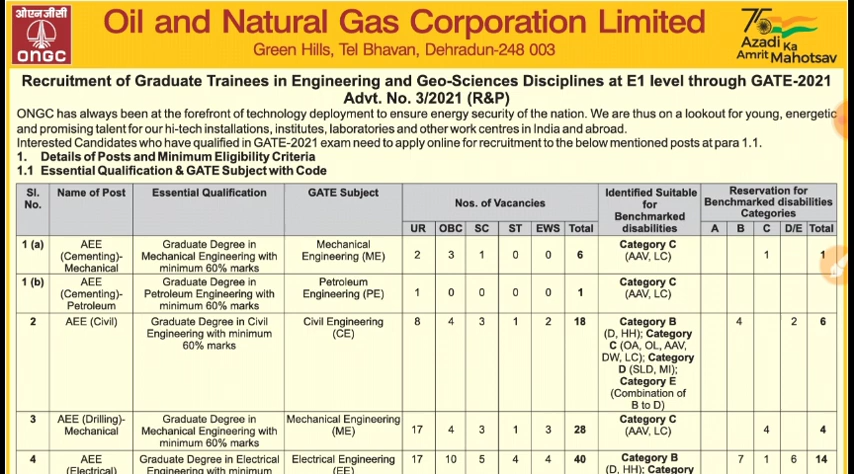 ओएनजीसी
ONGC
Oil and Natural Gas Corporation Limited
Green Hills, Tel Bhavan, Dehradun-248 003
75
Azadi Ka
Amrit Mahotsav
Recruitment of Graduate Trainees in Engineering and Geo-Sciences Disciplines at E1 level through GATE-2021
Advt. No. 3/2021 (R&P)
ONGC has always been at the forefront of technology deployment to ensure energy security of the nation. We are thus on a lookout for young, energetic
and promising talent for our hi-tech installations, institutes, laboratories and other work centres in India and abroad.
Interested Candidates who have qualified in GATE-2021 exam need to apply online for recruitment to the below mentioned posts at para 1.1.
1. Details of Posts and Minimum Eligibility Criteria
1.1 Essential Qualification & GATE Subject with Code
Sl. No. Name of Post Essential Qualification GATE Subject Nos. of Vacancies Identified Suitable for Benchmarked disabilities Reservation for Benchmarked disabilities Categories
UR OBC SC ST EWS Total A B C D/E Total
1 (a) AEE Graduate Degree in Mechanical 2 3 1 0 0 6 Category C 1 1
(Cementing)- Mechanical Engineering with Engineering (ME) (AAV, LC)
Mechanical minimum 60% marks
1 (b) AEE Graduate Degree in Petroleum 1 0 0 0 0 1 Category C
(Cementing)- Petroleum Engineering with Engineering (PE) (AAV, LC)
Petroleum minimum 60% marks
2 AEE (Civil) Graduate Degree in Civil Civil Engineering 8 4 3 1 2 18 Category B 4 2 6
Engineering with minimum (CE) (D, HH); Category
60% marks C (OA, OL, AAV,
DW, LC); Category
D (SLD, MI);
Category E
(Combination of
B to D)
3 AEE (Drilling)- Graduate Degree in Mechanical Engineering 17 4 3 1 3 28 Category C 4 4
Mechanical Mechanical Engineering with (ME) (AAV, LC)
minimum 60% marks
4 AEE Graduate Degree in Electrical Electrical Engineering 17 10 5 4 4 40 Category B 7 1 6 14
(Electrical) Engineering with minimum (EE) (D, HH); Category